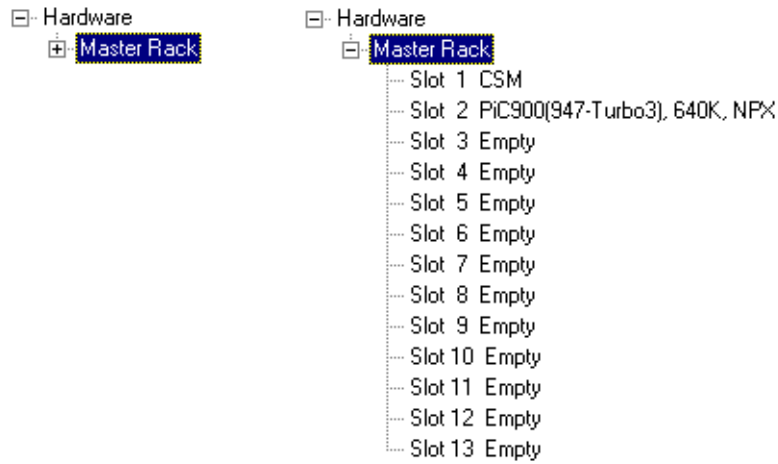 Hardware
Master Rack
Hardware
Master Rack
Slot 1 CSM
Slot 2 PiC900(947-Turbo3), 640K, NPX
Slot 3 Empty
Slot 4 Empty
Slot 5 Empty
Slot 6 Empty
Slot 7 Empty
Slot 8 Empty
Slot 9 Empty
Slot 10 Empty
Slot 11 Empty
Slot 12 Empty
Slot 13 Empty